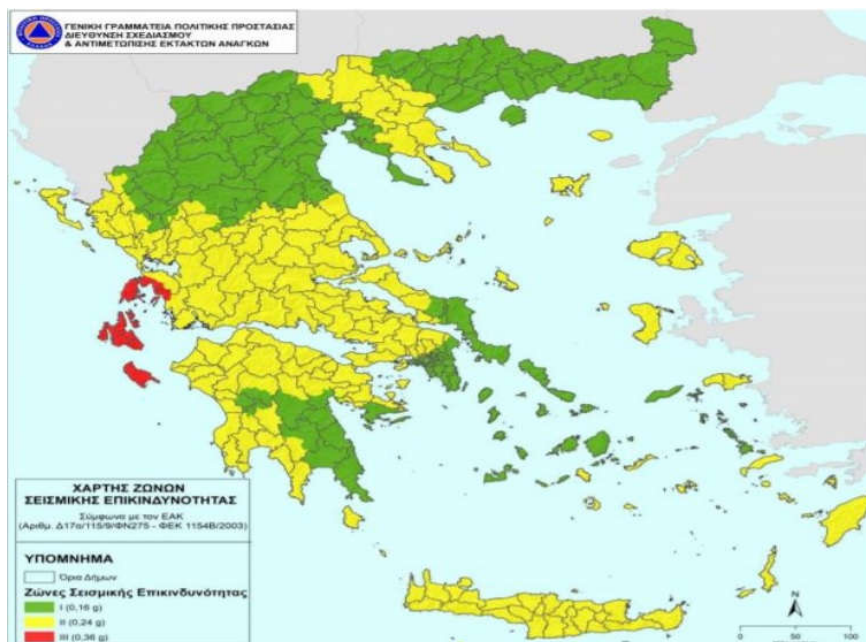 ΓΕΝΙΚΗ ΓΡΑΜΜΑΤΕΙΑ ΠΟΛΙΤΙΚΗΣ ΠΡΟΣΤΑΣΙΑΣ
ΔΙΕΥΘΥΝΣΗ ΣΧΕΔΙΑΣΜΟΥ
& ΑΝΤΙΜΕΤΩΠΙΣΗΣ ΕΚΤΑΚΤΩΝ ΑΝΑΓΚΩΝ
ΧΑΡΤΗΣ ΖΩΝΩΝ
ΣΕΙΣΜΙΚΗΣ ΕΠΙΚΙΝΔΥΝΟΤΗΤΑΣ
Σύμφωνα με τον ΕΑΚ
(Αριθμ. Δ17α/115/9/ΦΝ275 - ΦΕΚ 1154Β/2003)
ΥΠΟΜΝΗΜΑ
Όρια Δήμων
Ζώνες Σεισμικής Επικινδυνότητας
I (0,16 g)
II (0,24 g)
III (0,36 g)
N
0 50 100